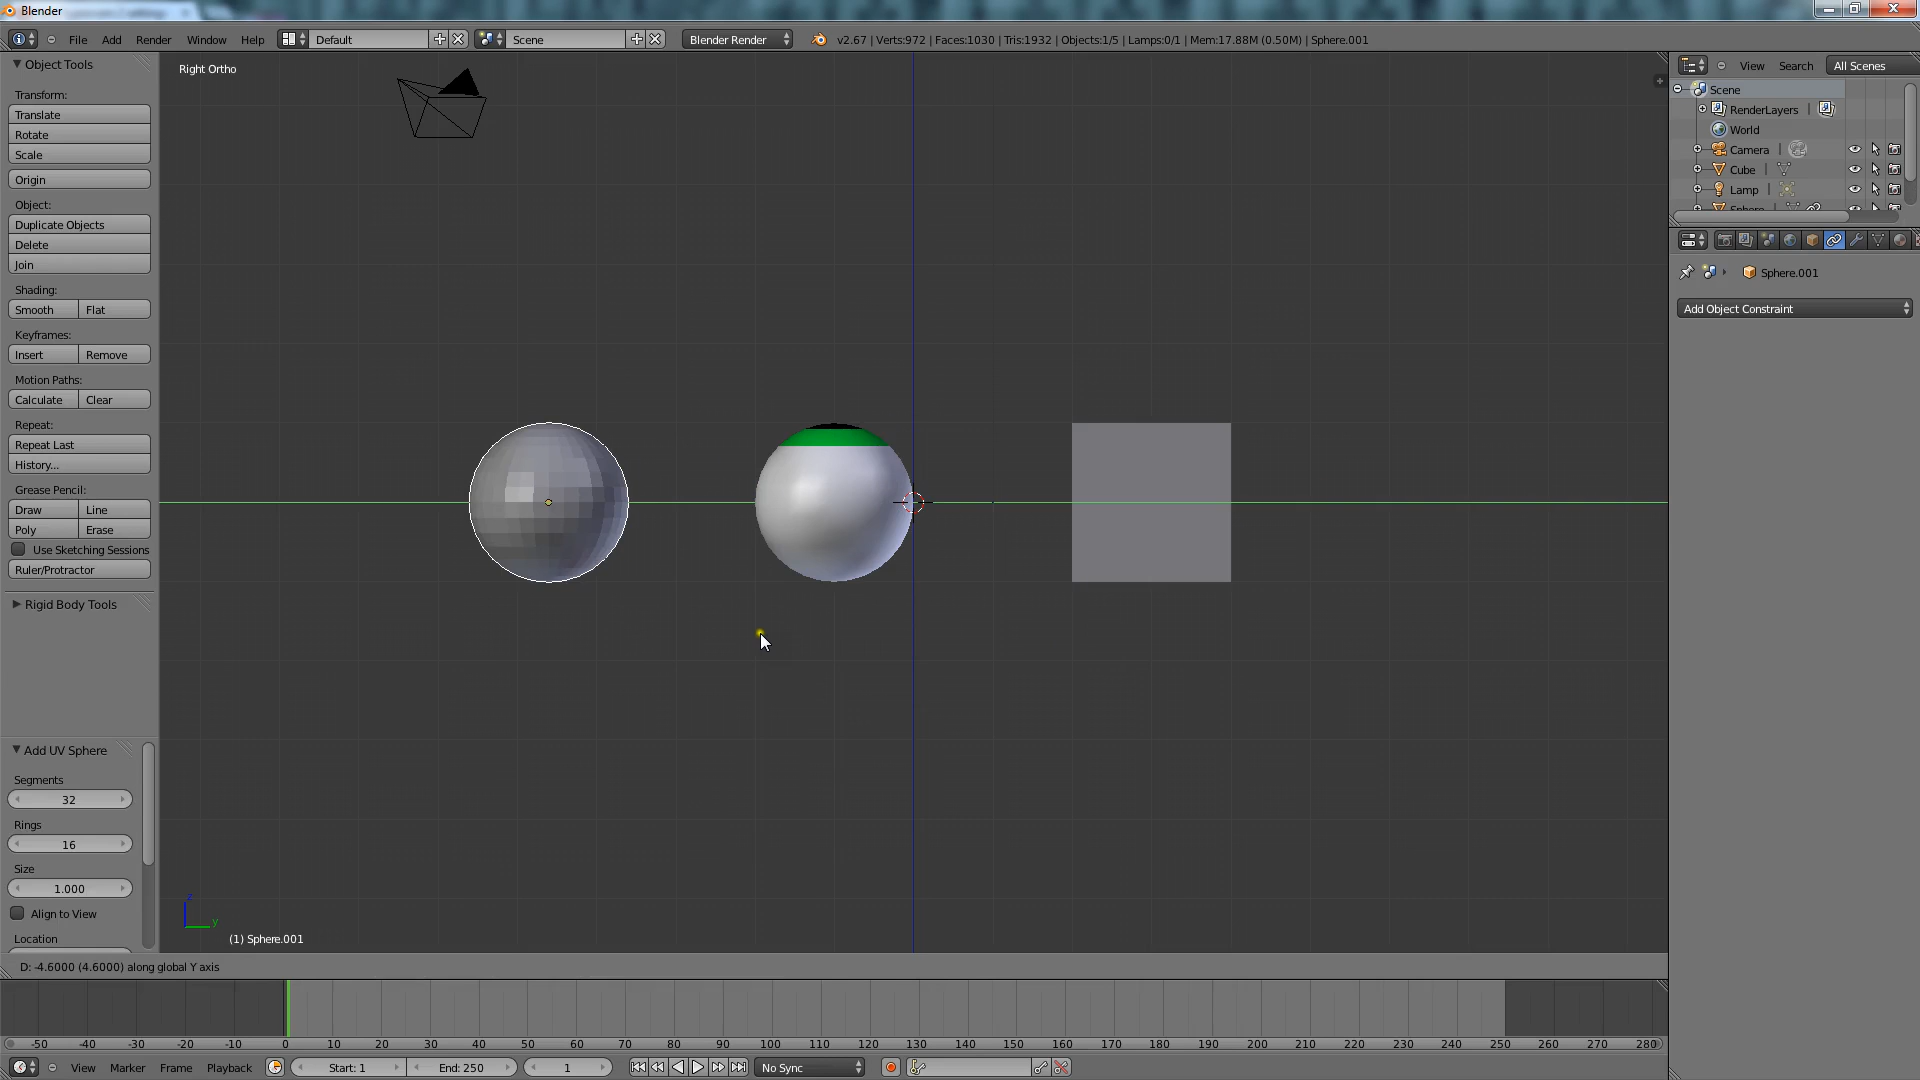 Blender
File Add Render Window Help Default Scene Blender Render v2.67 | Verts:972 | Faces:1030 | Tris:1932 | Objects:1/5 | Lamps:0/1 | Mem:17.88M (0.50M) | Sphere.001
Object Tools
Transform:
Translate
Rotate
Scale
Origin
Object:
Duplicate Objects
Delete
Join
Shading:
Smooth Flat
Keyframes:
Insert Remove
Motion Paths:
Calculate Clear
Repeat:
Repeat Last
History...
Grease Pencil:
Draw Line
Poly Erase
Use Sketching Sessions
Ruler/Protractor
Rigid Body Tools
Add UV Sphere
Segments
32
Rings
16
Size
1.000
Align to View
Location
Right Ortho
z
y
(1) Sphere.001
D: -4.6000 (4.6000) along global Y axis
View Search All Scenes
Scene
RenderLayers
World
Camera
Cube
Lamp
Sphere
Sphere.001
Add Object Constraint
-50 -40 -30 -20 -10 0 10 20 30 40 50 60 70 80 90 100 110 120 130 140 150 160 170 180 190 200 210 220 230 240 250 260 270 280
View Marker Frame Playback Start: 1 End: 250 1 No Sync